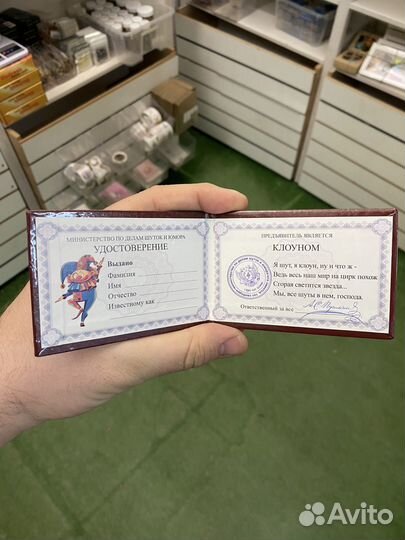 МИНИСТЕРСТВО ПО ДЕЛАМ ШУТОК И ЮМОРА
УДОСТОВЕРЕНИЕ
Выдано
Фамилия
Имя
Отчество
Известному как
ПРЕДЪЯВИТЕЛЬ ЯВЛЯЕТСЯ
КЛОУНОМ
Я шут, я клоун, ну и что ж -
Ведь весь наш мир на цирк похож
Сгорая светится звезда...
Мы, все шуты в нем, господа.
Ответственный за все
Avito